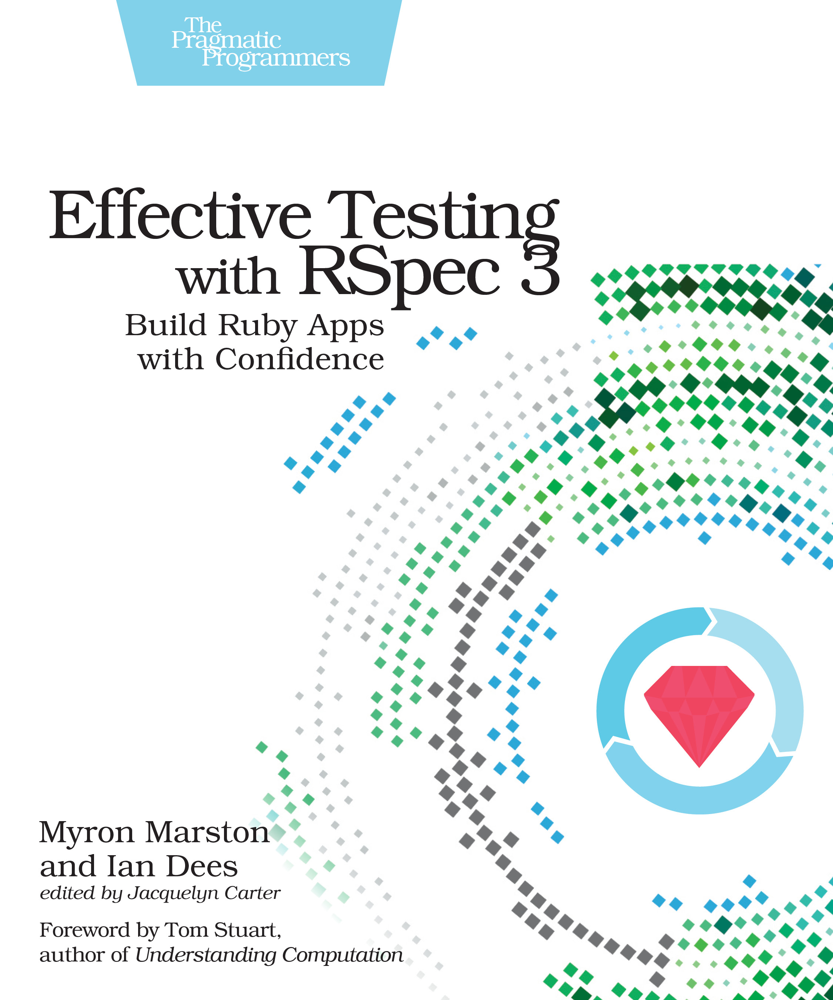 The
Pragmatic
Programmers
Effective Testing
with RSpec 3
Build Ruby Apps
with Confidence
Myron Marston
and Ian Dees
edited by Jacquelyn Carter
Foreword by Tom Stuart,
author of Understanding Computation